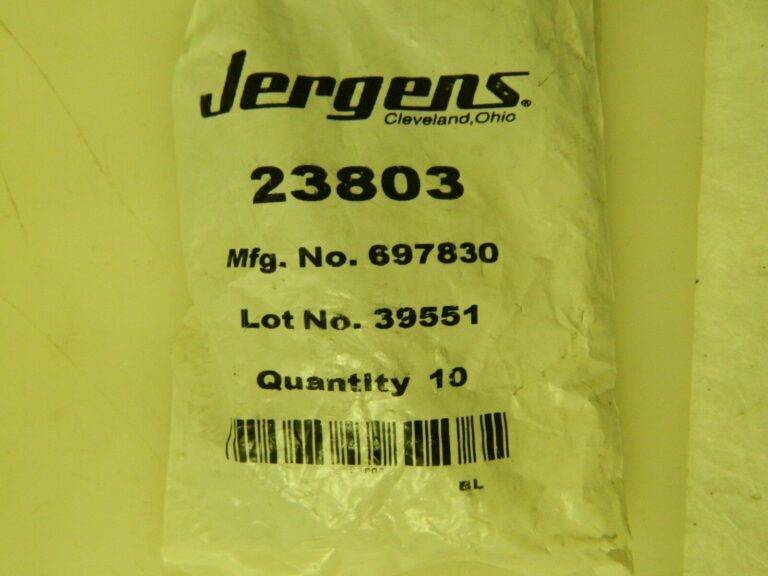 Jergens®
Cleveland, Ohio
23803
Mfg. No. 697830
Lot No. 39551
Quantity 10
BL